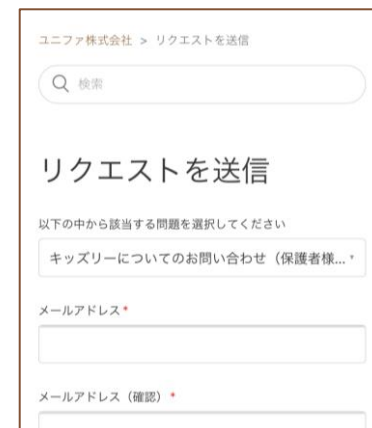 ユニファ株式会社 > リクエストを送信
検索
リクエストを送信
以下の中から該当する問題を選択してください
キッズリーについてのお問い合わせ（保護者様...
メールアドレス*
メールアドレス（確認）*